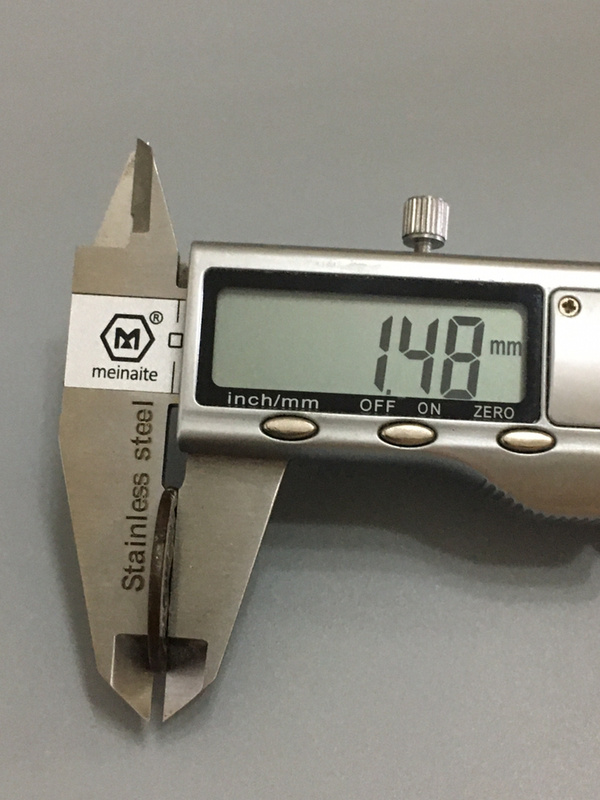 M®
meinaite
Stainless steel
1.48 mm
inch/mm
OFF ON ZERO